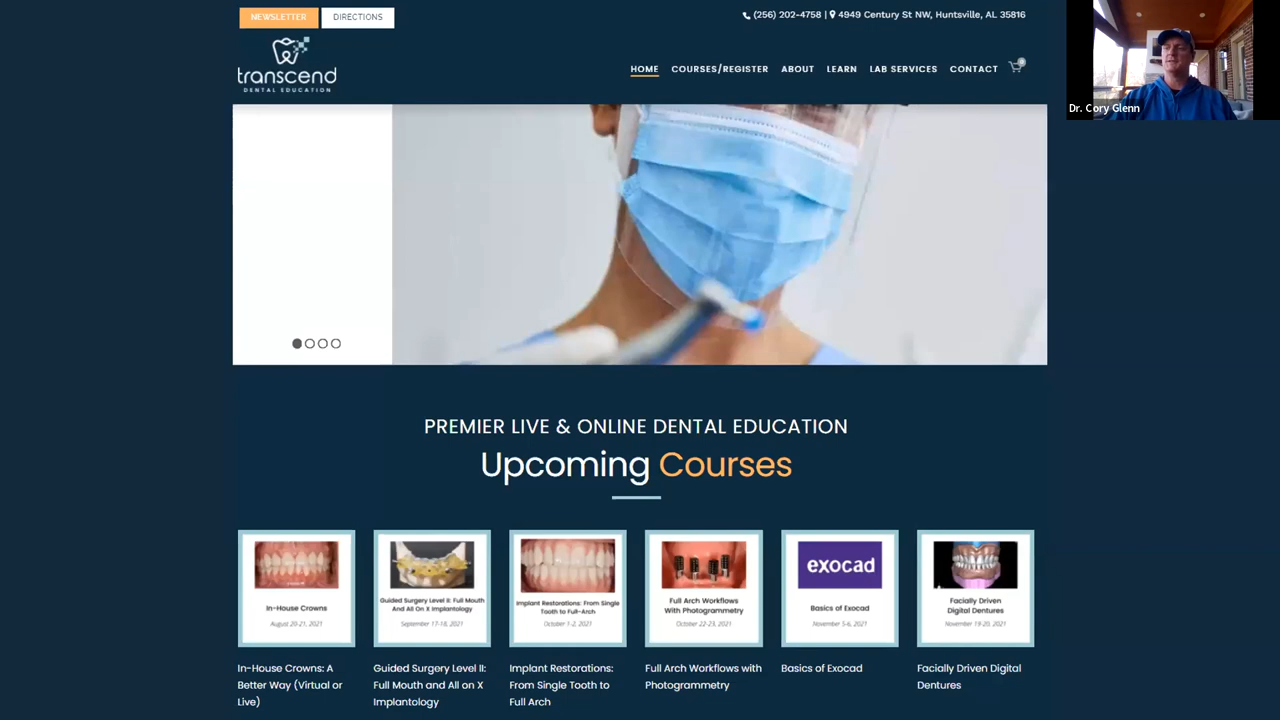 NEWSLETTER
DIRECTIONS
(256) 202-4758 | 4949 Century St NW, Huntsville, AL 35816
transcend
DENTAL EDUCATION
HOME
COURSES/REGISTER
ABOUT
LEARN
LAB SERVICES
CONTACT
0
Dr. Cory Glenn
PREMIER LIVE & ONLINE DENTAL EDUCATION
Upcoming Courses
In-House Crowns
August 20-21, 2021
Guided Surgery Level II: Full Mouth
And All On X Implantology
September 17-18, 2021
Implant Restorations: From Single
Tooth to Full-Arch
October 1-2, 2021
Full Arch Workflows
With Photogrammetry
October 22-23, 2021
exocad
Basics of Exocad
November 5-6, 2021
Facially Driven
Digital Dentures
November 19-20, 2021
In-House Crowns: A
Better Way (Virtual or
Live)
Guided Surgery Level II:
Full Mouth and All on X
Implantology
Implant Restorations:
From Single Tooth to
Full Arch
Full Arch Workflows with
Photogrammetry
Basics of Exocad
Facially Driven Digital
Dentures